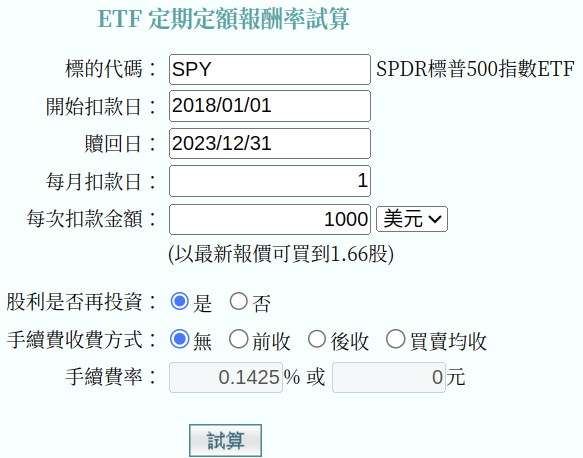 ETF 定期定額報酬率試算
標的代碼： SPY SPDR標普500指數ETF
開始扣款日： 2018/01/01
贖回日： 2023/12/31
每月扣款日： 1
每次扣款金額： 1000 美元
(以最新報價可買到1.66股)
股利是否再投資： 是 否
手續費收費方式： 無 前收 後收 買賣均收
手續費率： 0.1425% 或 0元
試算